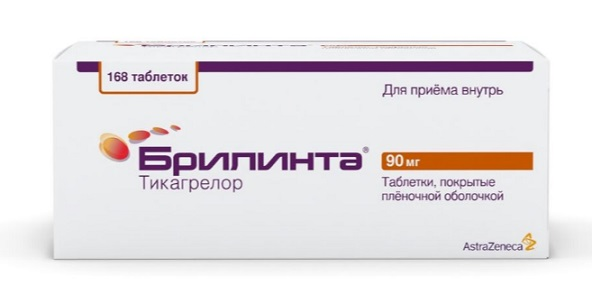 168 таблеток
Для приёма внутрь
Брилинта®
90 мг
Тикагрелор
Таблетки, покрытые
плёночной оболочкой
AstraZeneca